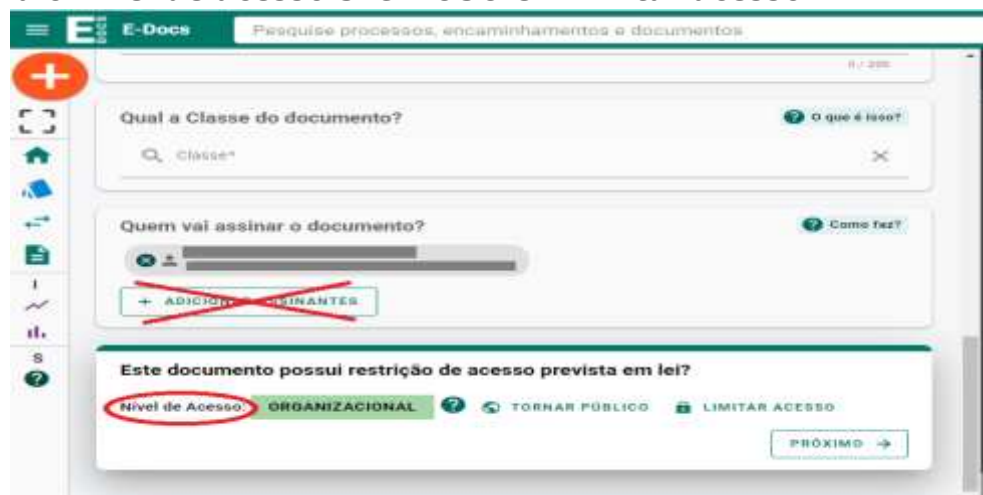 E-Docs
Pesquise processos, encaminhamentos e documentos
0 / 200
Qual a Classe do documento?
O que é isso?
Classe*
Quem vai assinar o documento?
Como faz?
+ ADICIONAR ASSINANTES
I
S
Este documento possui restrição de acesso prevista em lei?
Nível de Acesso: ORGANIZACIONAL ? TORNAR PÚBLICO LIMITAR ACESSO
PRÓXIMO →